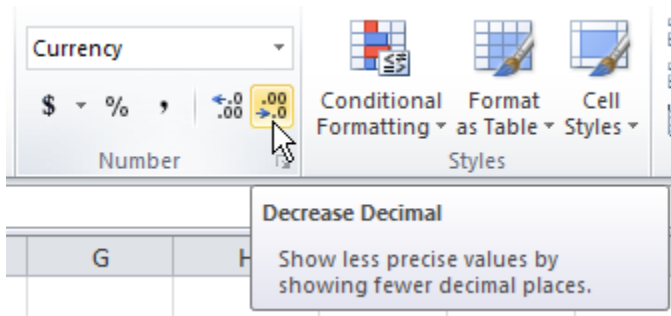 Currency
$ % , .0 .00 .00 .0
Number
Conditional Formatting
Format as Table
Cell Styles
Styles
Decrease Decimal
Show less precise values by
showing fewer decimal places.
G H